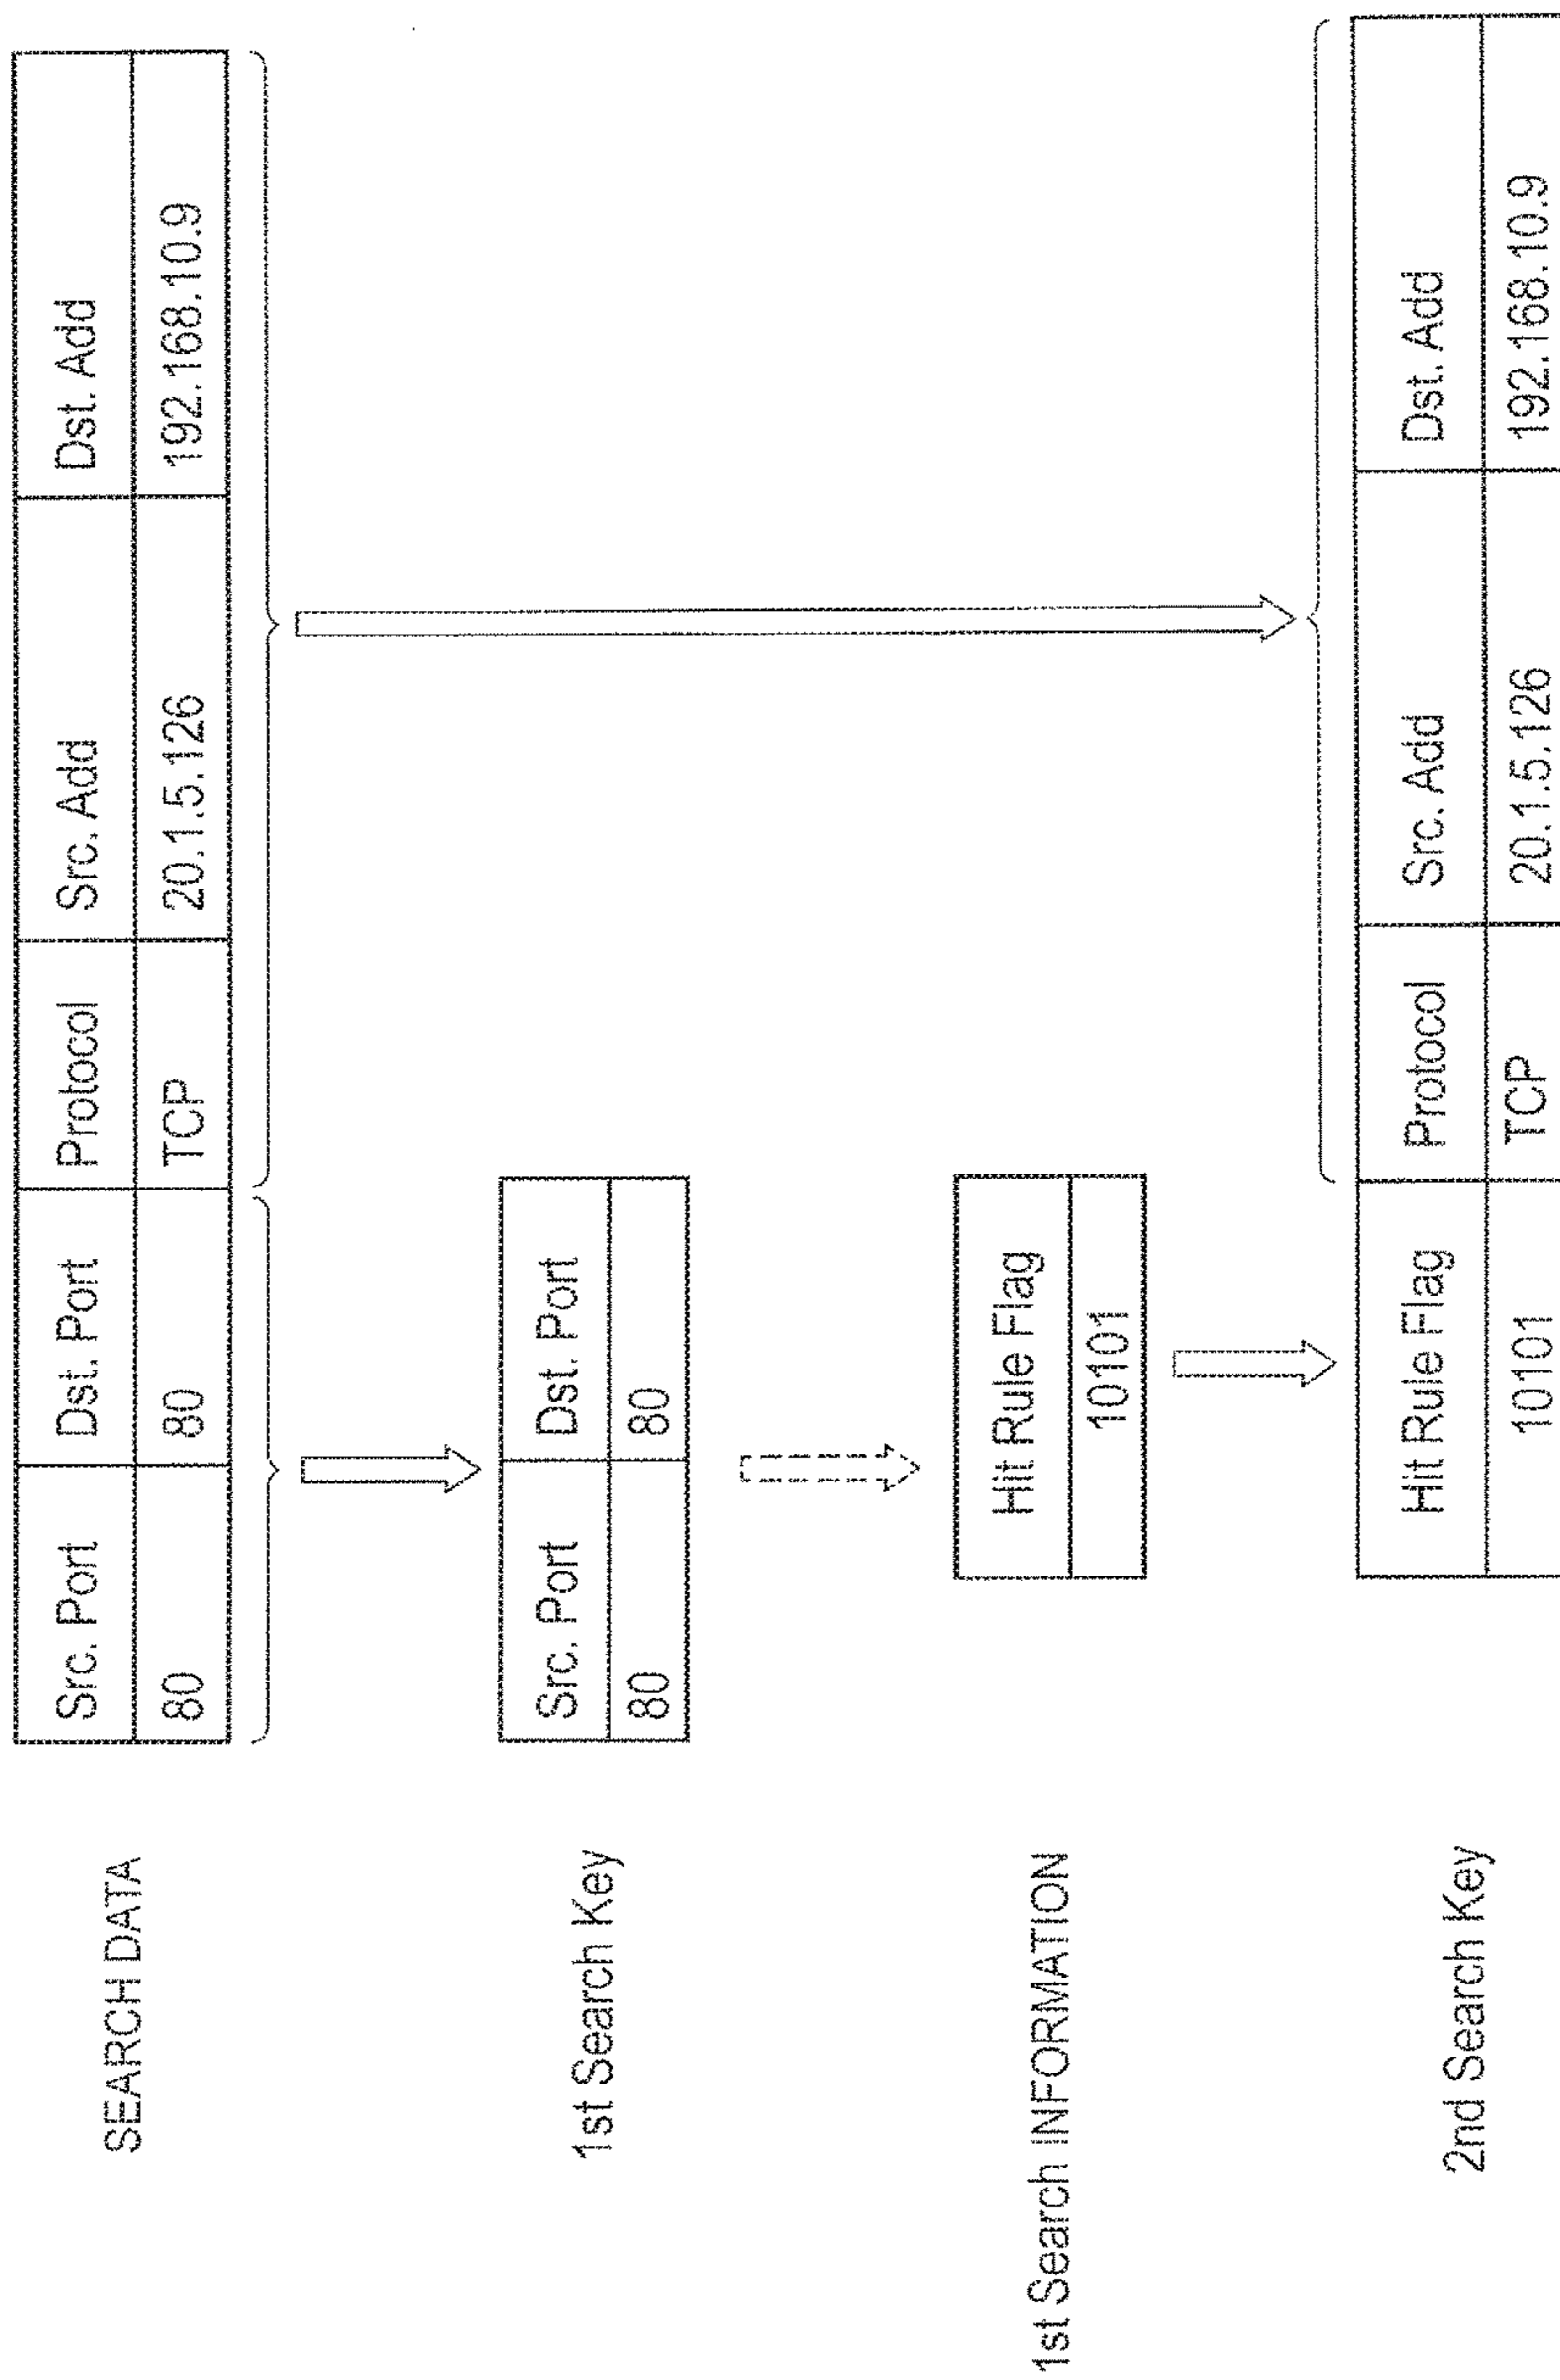 SEARCH DATA
Src. Port Dst. Port Protocol Src. Add Dst. Add
80 80 TCP 20.1.5.126 192.168.10.9
1st Search Key
Src. Port Dst. Port
80 80
1st Search INFORMATION
Hit Rule Flag
10101
2nd Search Key
Hit Rule Flag Protocol Src. Add Dst. Add
10101 TCP 20.1.5.126 192.168.10.9